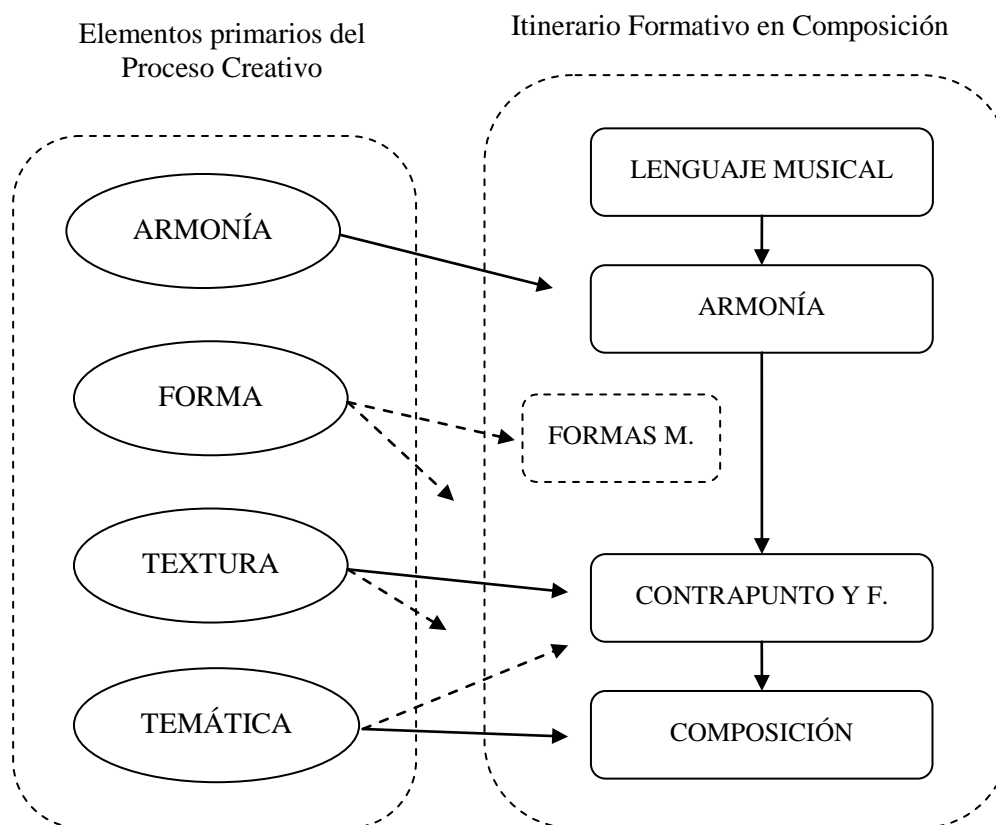 Elementos primarios del
Proceso Creativo
Itinerario Formativo en Composición
ARMONÍA
FORMA
TEXTURA
TEMÁTICA
LENGUAJE MUSICAL
ARMONÍA
FORMAS M.
CONTRAPUNTO Y F.
COMPOSICIÓN